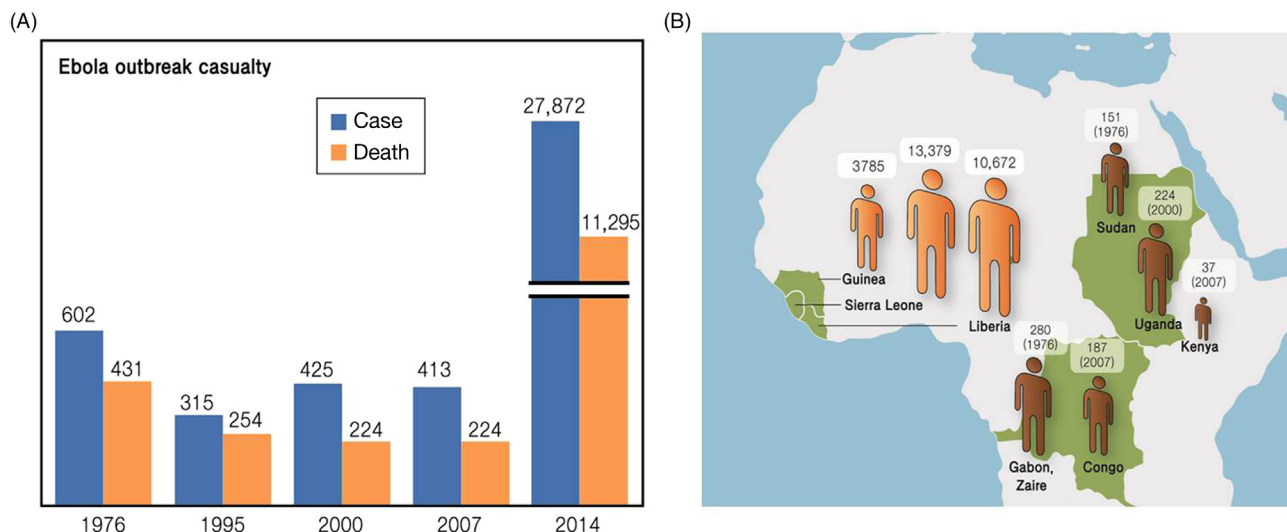 (A)
Ebola outbreak casualty
Case
Death
27,872
11,295
602
431
315
254
425
224
413
224
1976
1995
2000
2007
2014
(B)
151
(1976)
3785
13,379
10,672
224
(2000)
Sudan
37
(2007)
Guinea
Sierra Leone
Liberia
Uganda
Kenya
280
(1976)
187
(2007)
Gabon,
Zaire
Congo